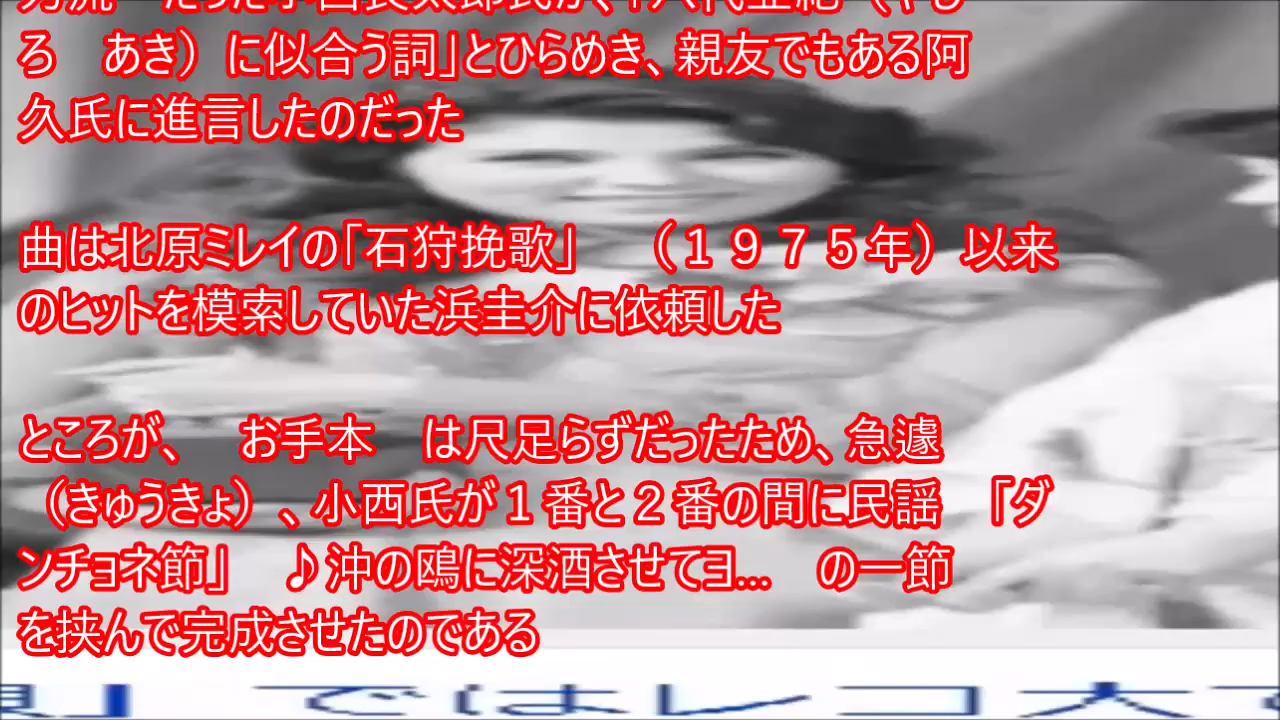 ろ　あき）に似合う詞」とひらめき、親友でもある阿
久氏に進言したのだった
曲は北原ミレイの「石狩挽歌」　（１９７５年）以来
のヒットを模索していた浜圭介に依頼した
ところが、　お手本　は尺足らずだったため、急遽
（きゅうきょ）、小西氏が１番と２番の間に民謡　「ダ
ンチョネ節」　♪沖の鴎に深酒させてヨ…　の一節
を挟んで完成させたのである
」ではレコ大